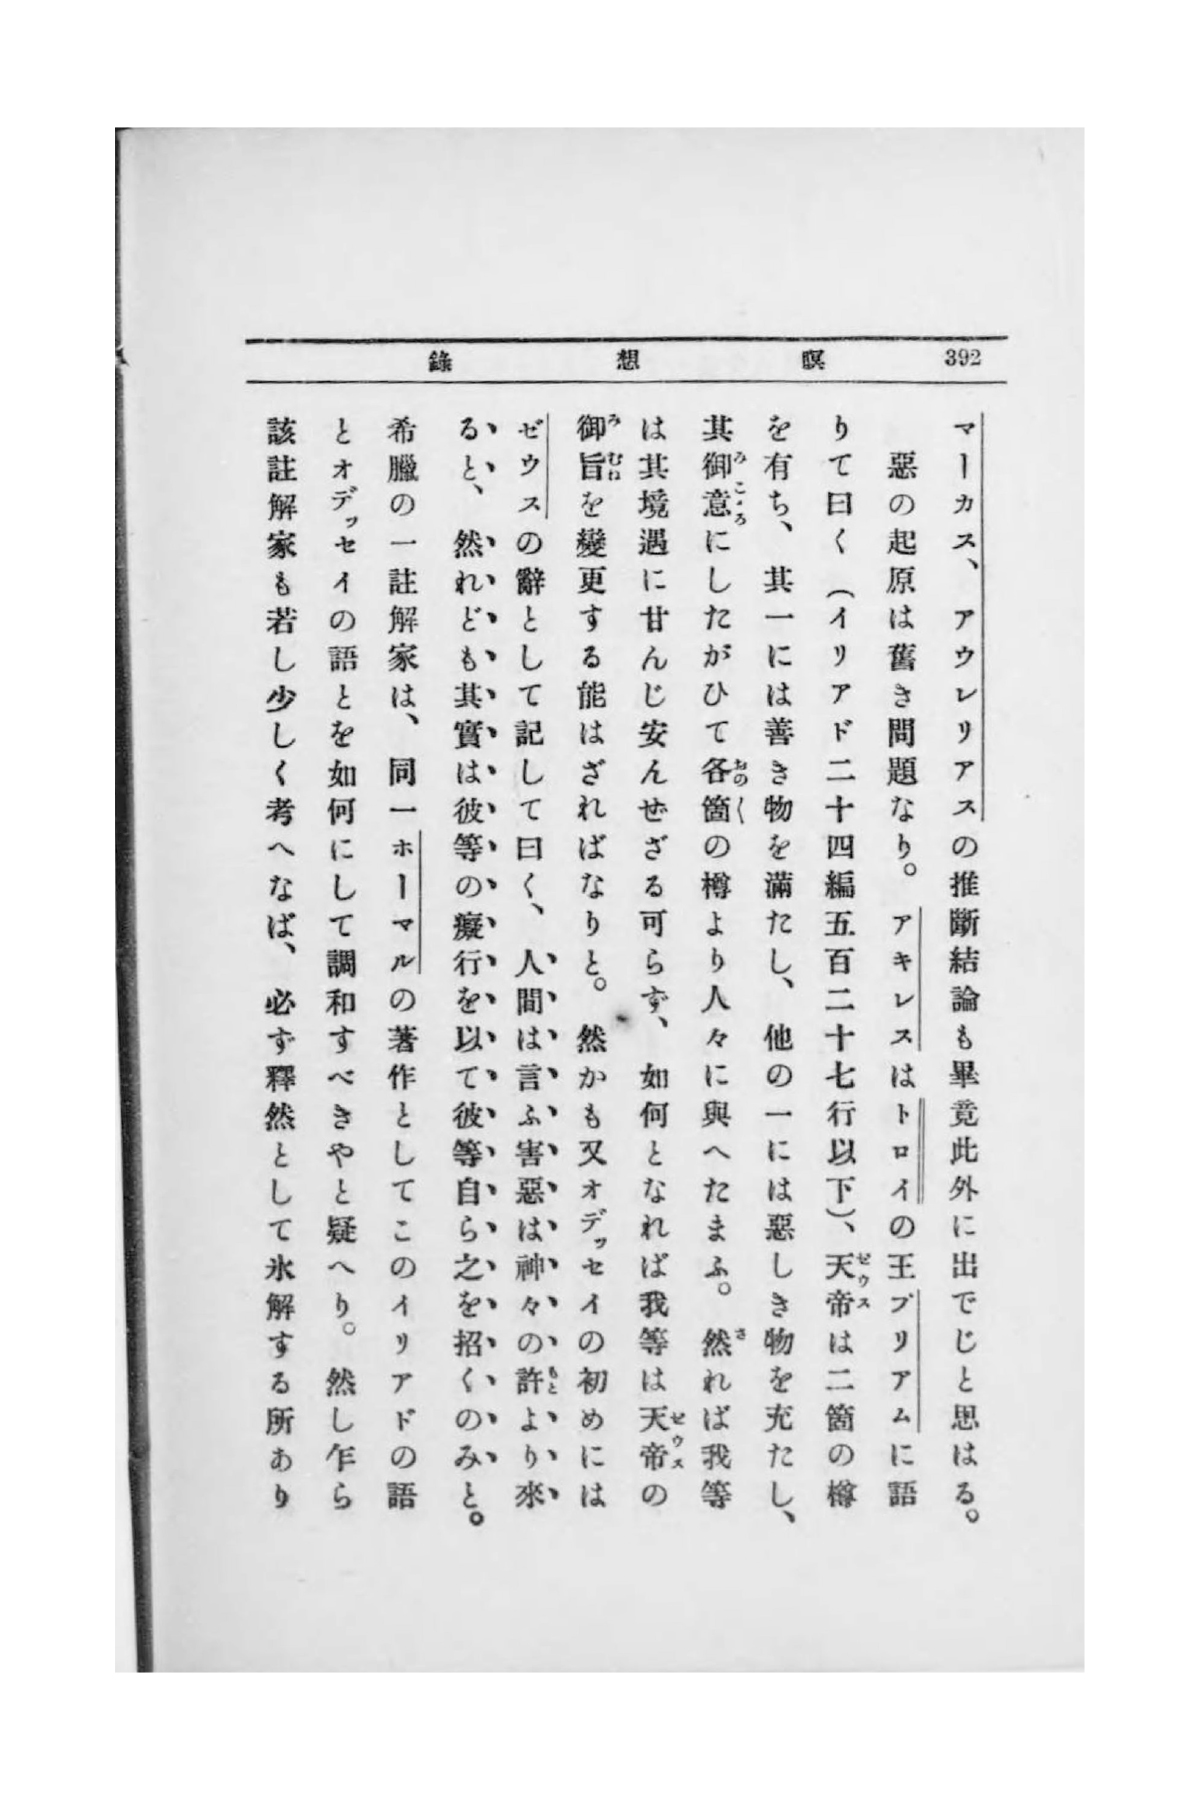 392 瞑想錄
マーカス、アウレリアスの推斷結論も畢竟此外に出でじと思はる。
惡の起原は舊き問題なり。アキレスはトロイの王プリアムに語
りて曰く（イリアド二十四編五百二十七行以下）、天帝は二箇の樽
を有ち、其一には善き物を滿たし、他の一には惡しき物を充たし、
其御意にしたがひて各箇の樽より人々に與へたまふ。然れば我等
は其境遇に甘んじ安んぜざる可らず、如何となれば我等は天帝の
御旨を變更する能はざればなりと。然かも又オデッセイの初めには
ゼウスの辭として記して曰く、人間は言ふ害惡は神々の許より來
ると、然れども其實は彼等の癡行を以て彼等自ら之を招くのみと。
希臘の一註解家は、同一ホーマルの著作としてこのイリアドの語
とオデッセイの語とを如何にして調和すべきやと疑へり。然し乍ら
該註解家も若し少しく考へなば、必ず釋然として氷解する所あり